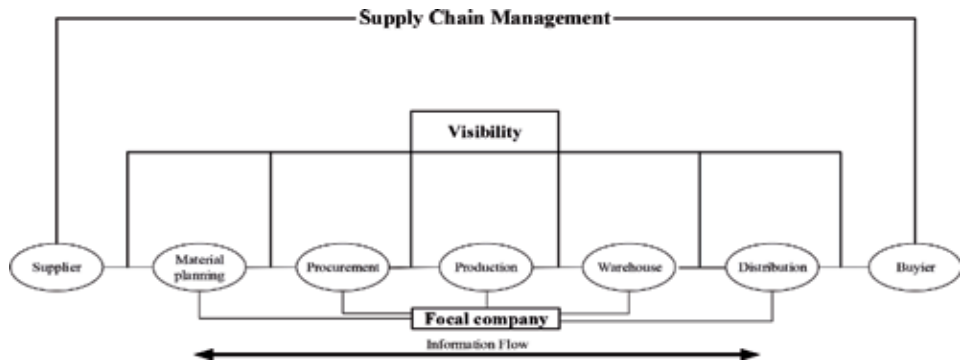 Supply Chain Management
Visibility
Supplier
Material
planning
Procurement
Production
Warehouse
Distribution
Buyier
Focal company
Information Flow